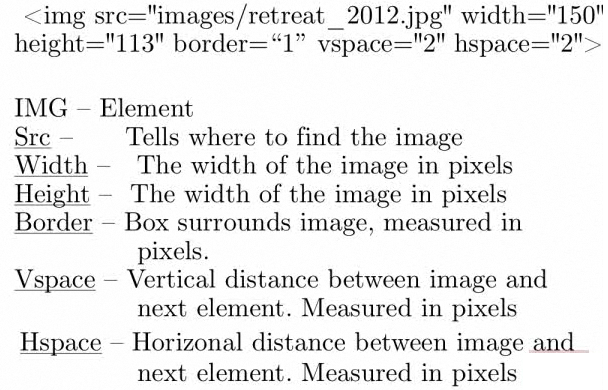 <img src="images/retreat_2012.jpg" width="150"
height="113" border=“1” vspace="2" hspace="2">
IMG – Element
Src – Tells where to find the image
Width – The width of the image in pixels
Height – The width of the image in pixels
Border – Box surrounds image, measured in
pixels.
Vspace – Vertical distance between image and
next element. Measured in pixels
Hspace – Horizonal distance between image and
next element. Measured in pixels